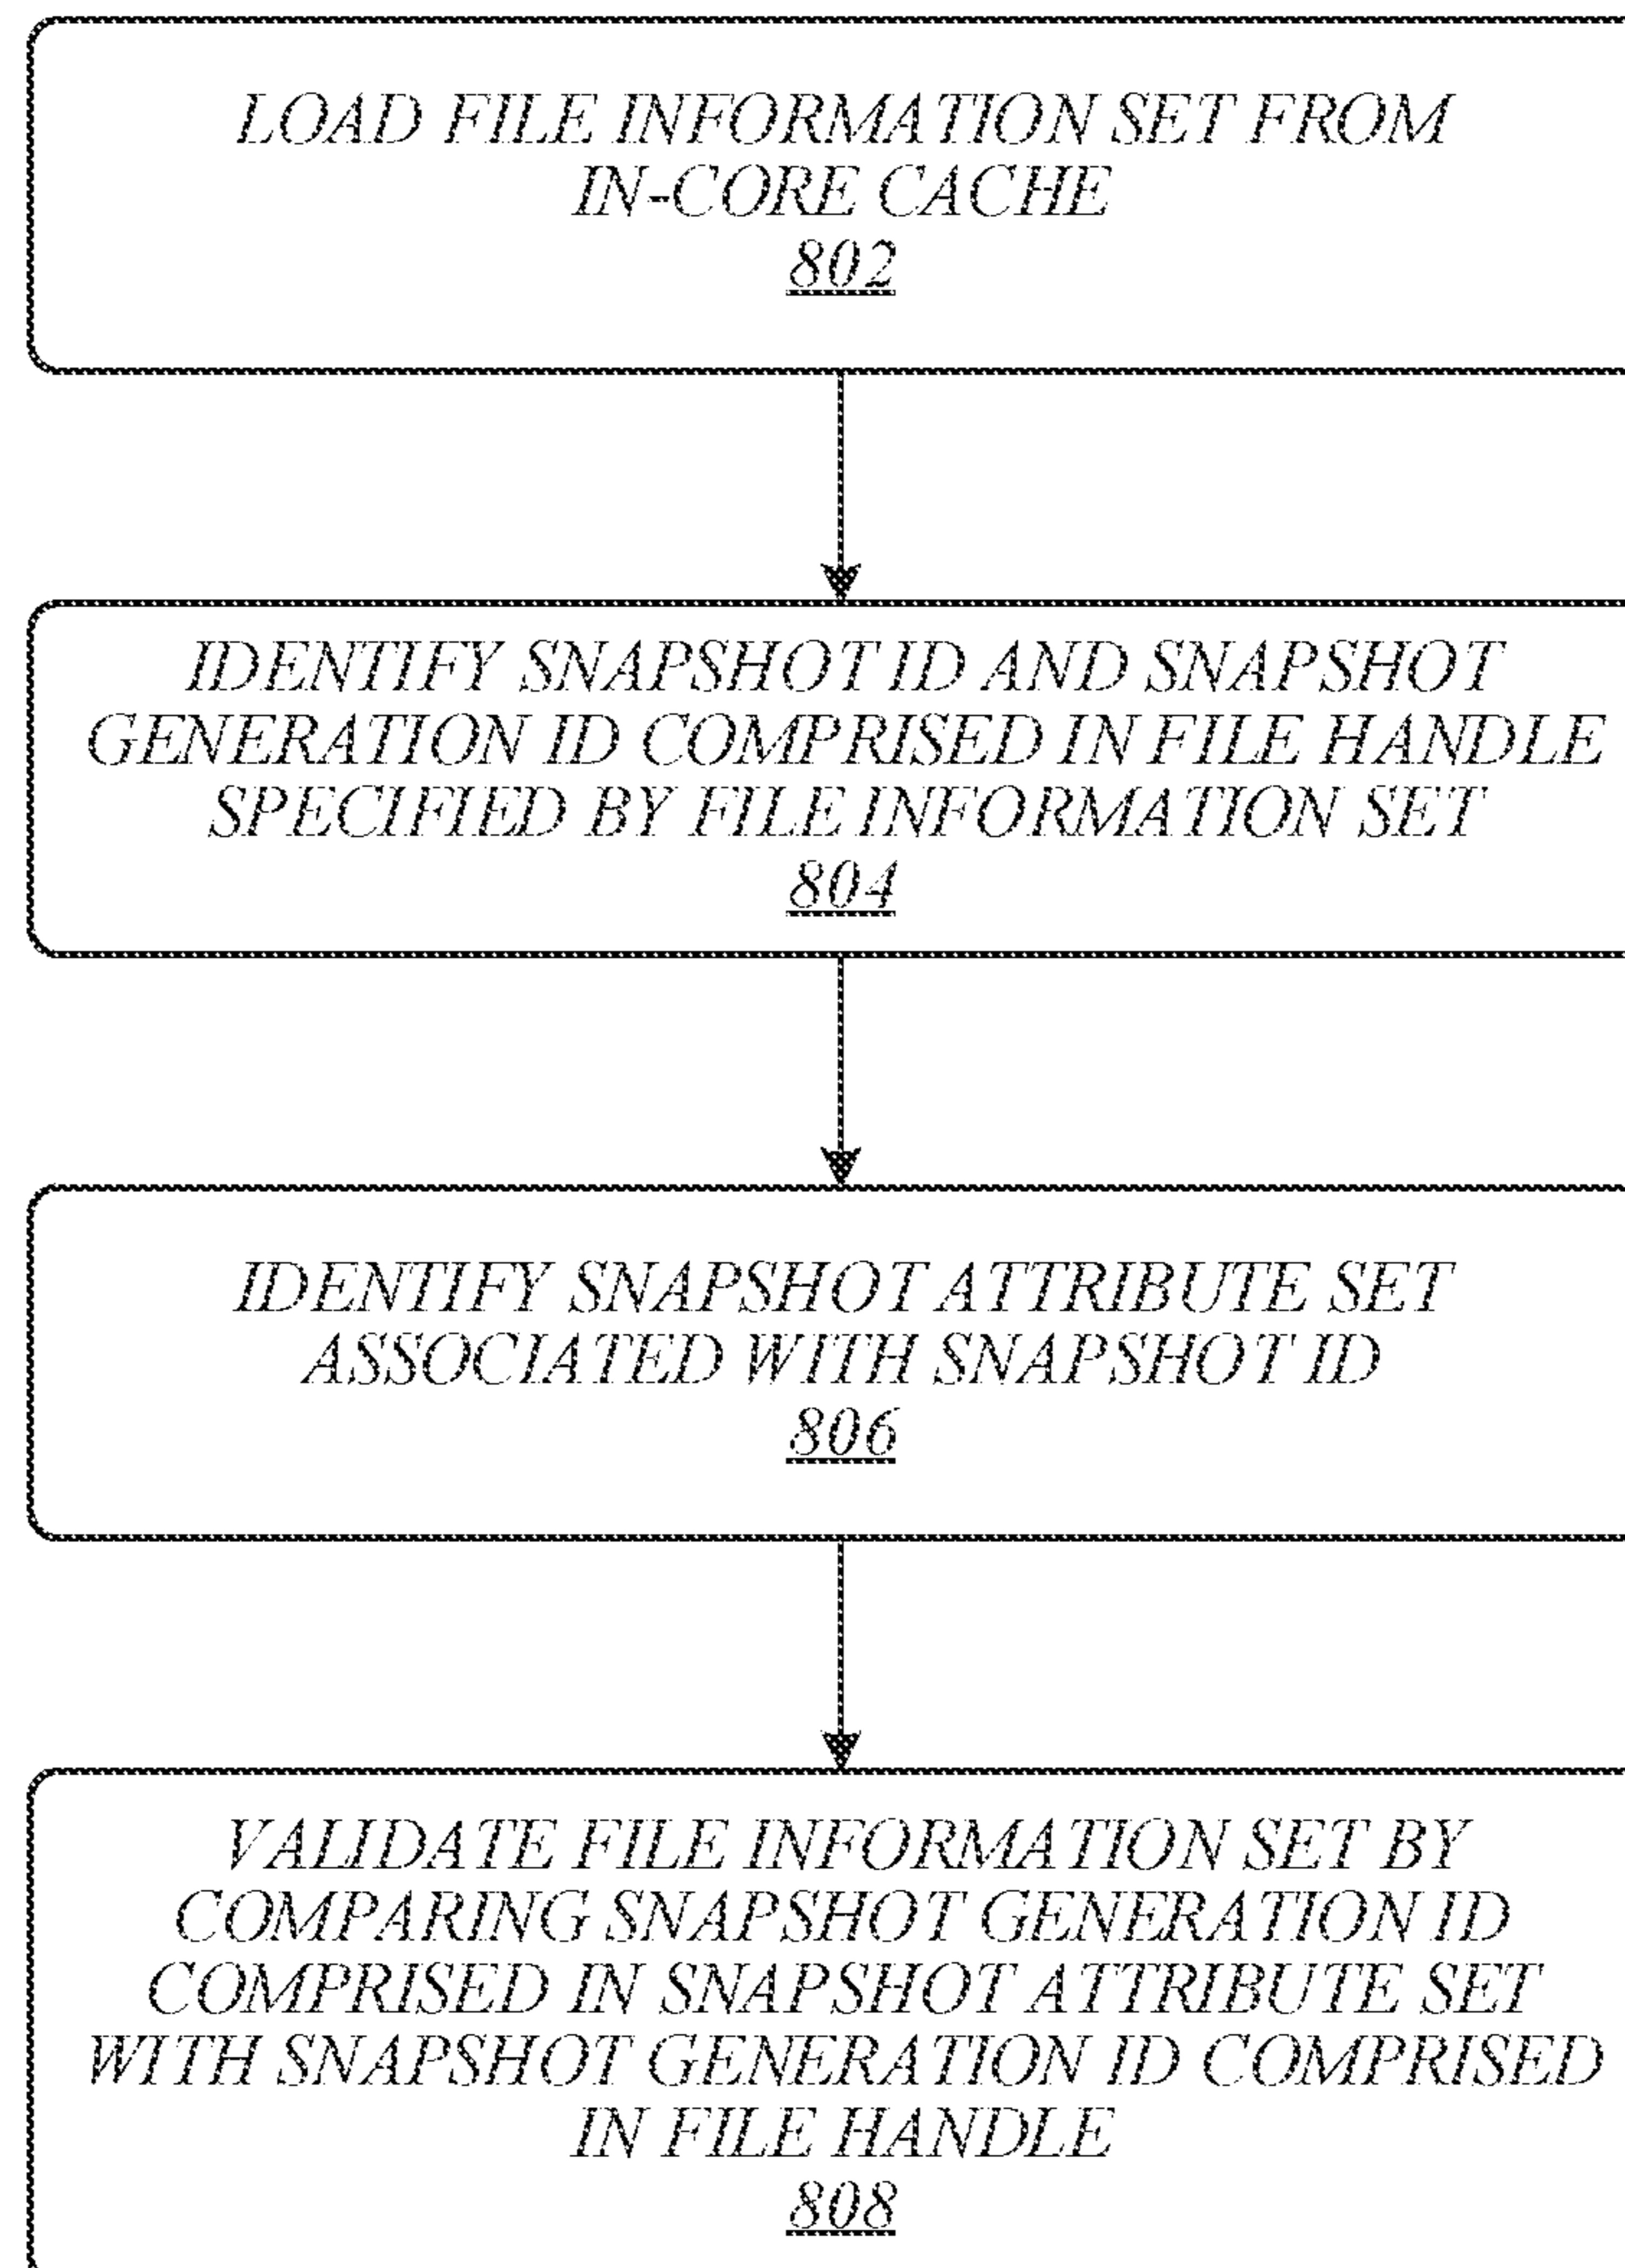 LOAD FILE INFORMATION SET FROM
IN-CORE CACHE
802
IDENTIFY SNAPSHOT ID AND SNAPSHOT
GENERATION ID COMPRISED IN FILE HANDLE
SPECIFIED BY FILE INFORMATION SET
804
IDENTIFY SNAPSHOT ATTRIBUTE SET
ASSOCIATED WITH SNAPSHOT ID
806
VALIDATE FILE INFORMATION SET BY
COMPARING SNAPSHOT GENERATION ID
COMPRISED IN SNAPSHOT ATTRIBUTE SET
WITH SNAPSHOT GENERATION ID COMPRISED
IN FILE HANDLE
808